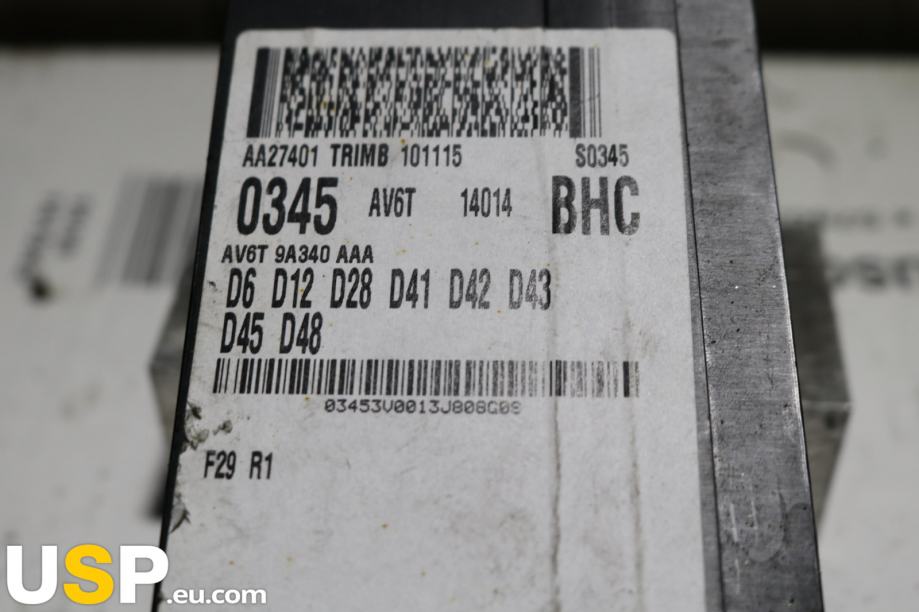 AA27401 TRIMB 101115 S0345
0345 AV6T 14014 BHC
AV6T 9A340 AAA
D6 D12 D28 D41 D42 D43
D45 D48
03453V0013J808G09
F29 R1
USP.eu.com